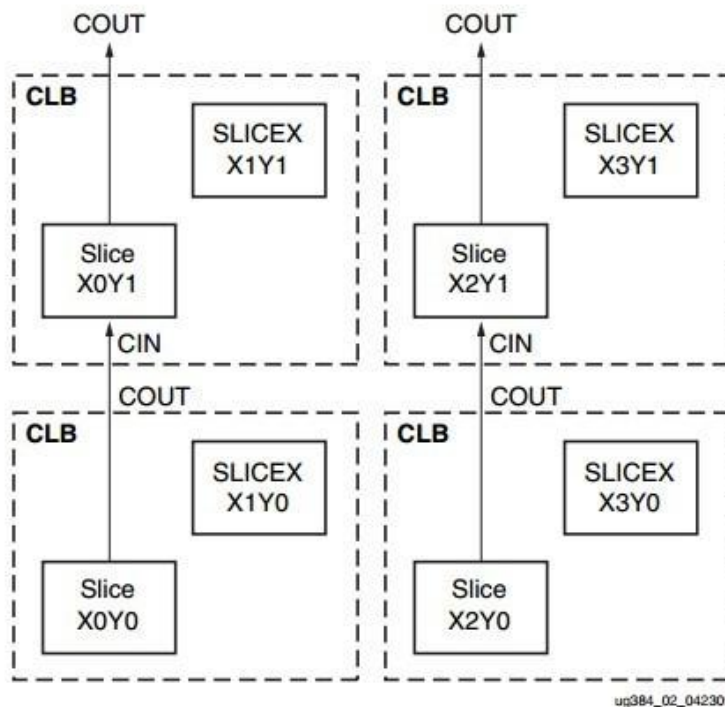 COUT
COUT
CLB
SLICEX
X1Y1
Slice
X0Y1
CIN
CLB
SLICEX
X3Y1
Slice
X2Y1
CIN
COUT
COUT
CLB
SLICEX
X1Y0
Slice
X0Y0
CLB
SLICEX
X3Y0
Slice
X2Y0
ug384_02_04230